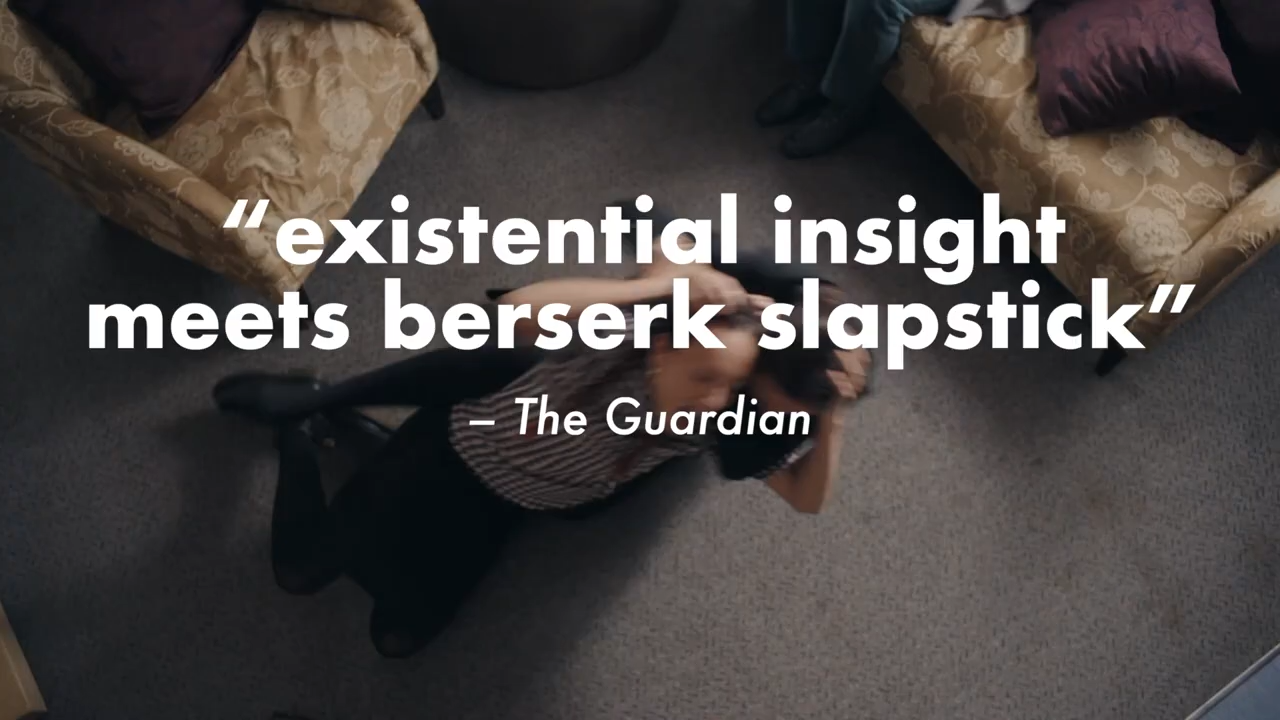 “existential insight
meets berserk slapstick”
– The Guardian